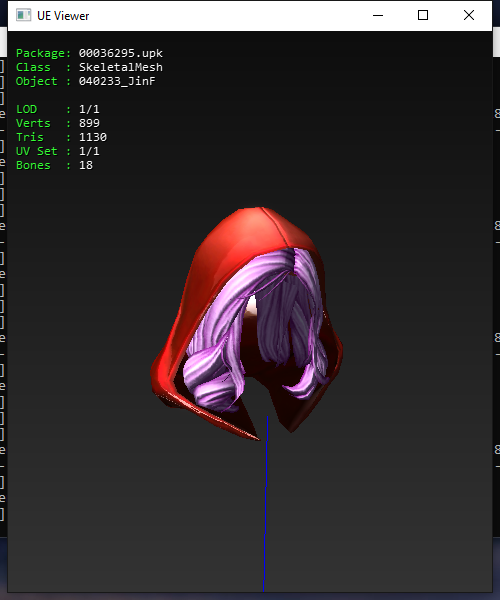 UE Viewer
Package: 00036295.upk
Class : SkeletalMesh
Object : 040233_JinF
LOD : 1/1
Verts : 899
Tris : 1130
UV Set : 1/1
Bones : 18